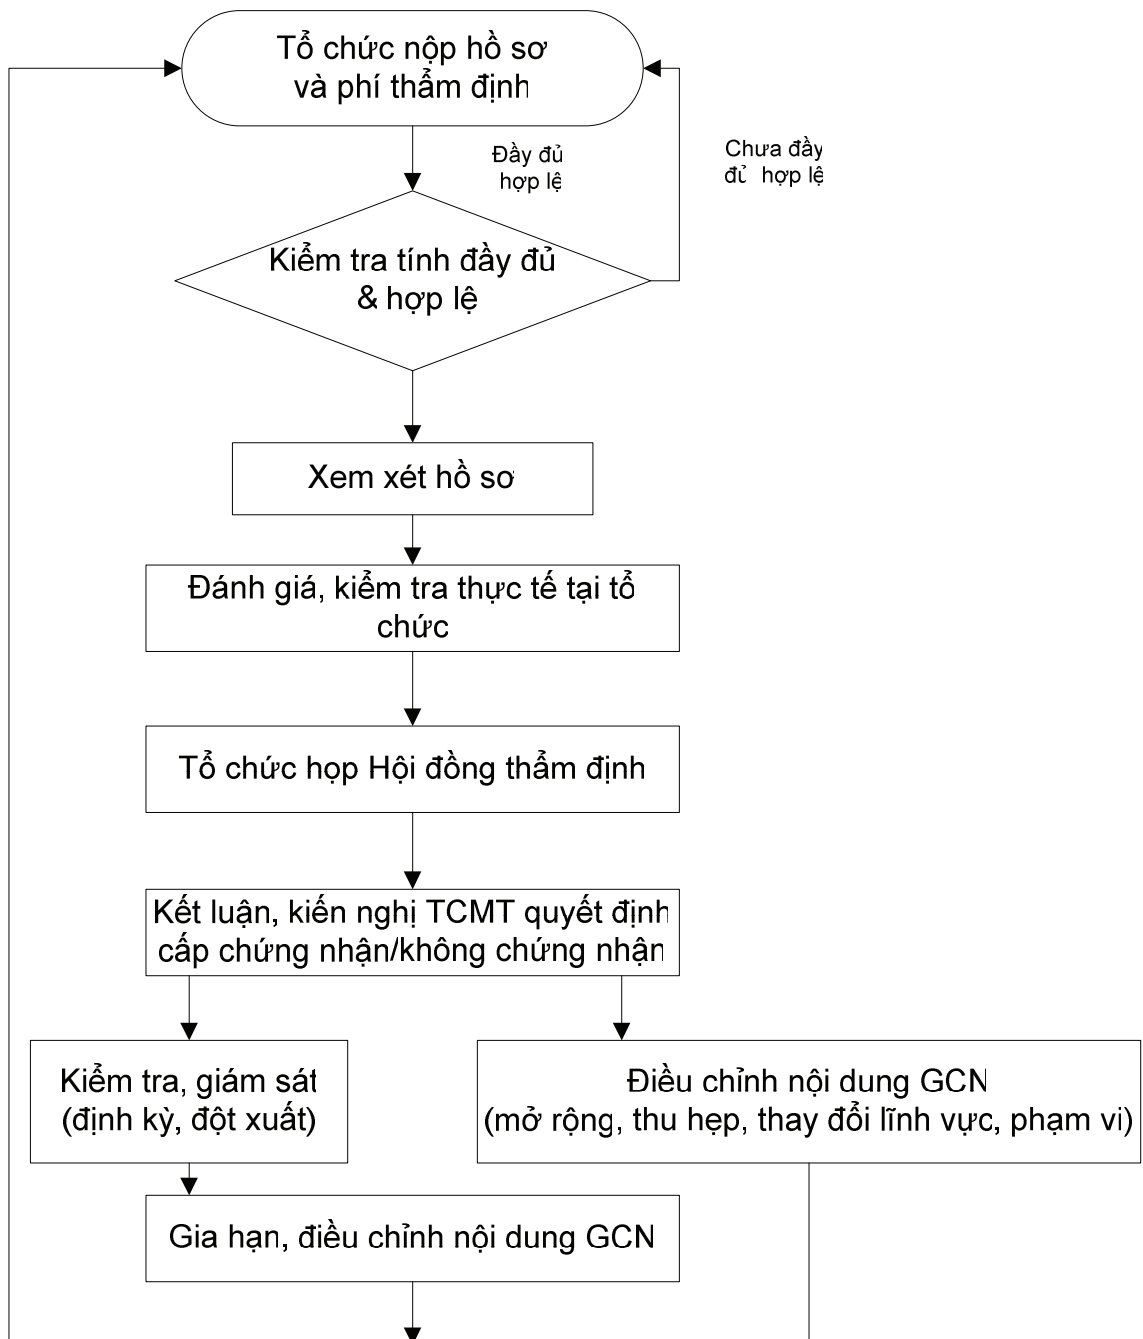 Tổ chức nộp hồ sơ
và phí thẩm định
Đầy đủ
hợp lệ
Chưa đầy
đủ hợp lệ
Kiểm tra tính đầy đủ
& hợp lệ
Xem xét hồ sơ
Đánh giá, kiểm tra thực tế tại tổ
chức
Tổ chức họp Hội đồng thẩm định
Kết luận, kiến nghị TCMT quyết định
cấp chứng nhận/không chứng nhận
Kiểm tra, giám sát
(định kỳ, đột xuất)
Điều chỉnh nội dung GCN
(mở rộng, thu hẹp, thay đổi lĩnh vực, phạm vi)
Gia hạn, điều chỉnh nội dung GCN